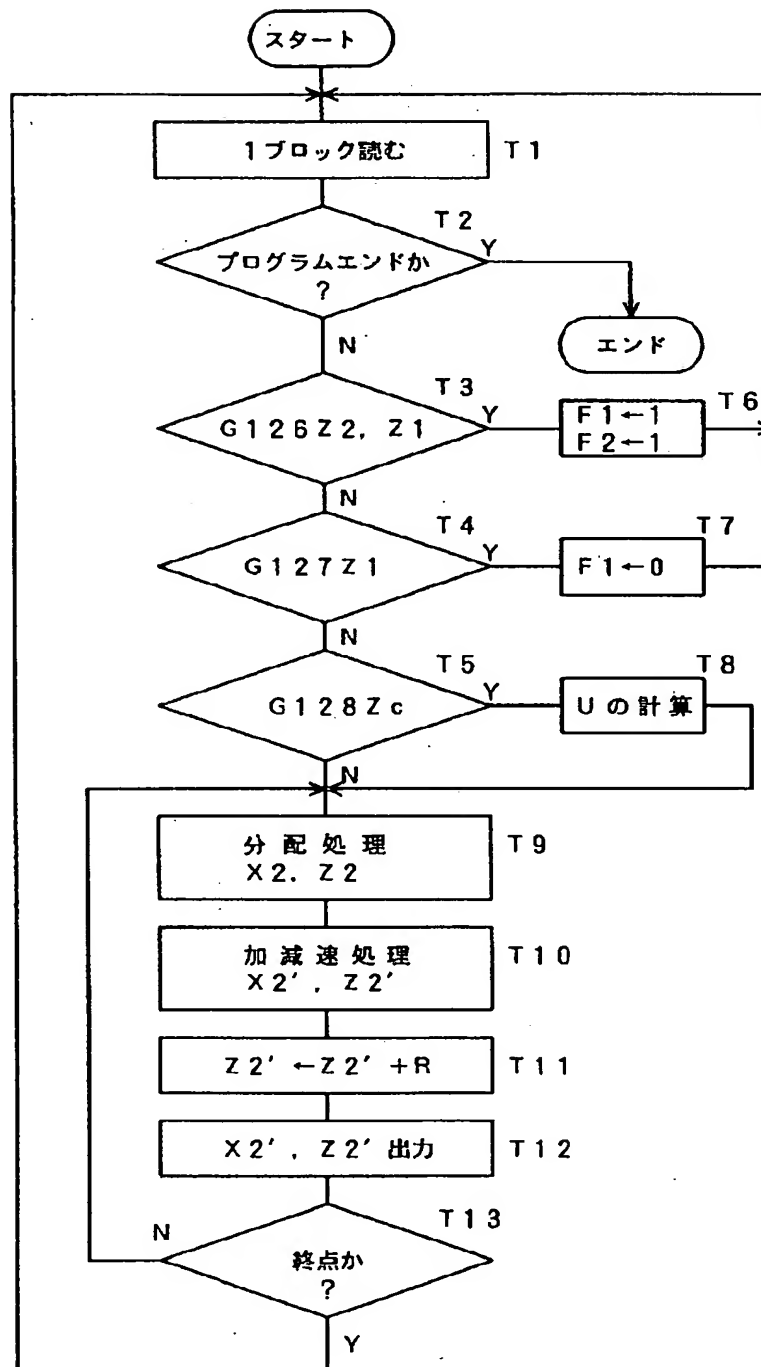 スタート
1ブロック読む
T1
T2
プログラムエンドか
?
Y
エンド
N
T3
G126Z2, Z1
Y
F1←1
F2←1
T6
N
T4
G127Z1
Y
F1←0
T7
N
T5
G128Zc
Y
Uの計算
T8
N
分配処理
X2. Z2
T9
加減速処理
X2', Z2'
T10
Z2'←Z2'+R
T11
X2', Z2'出力
T12
T13
N
終点か
?
Y